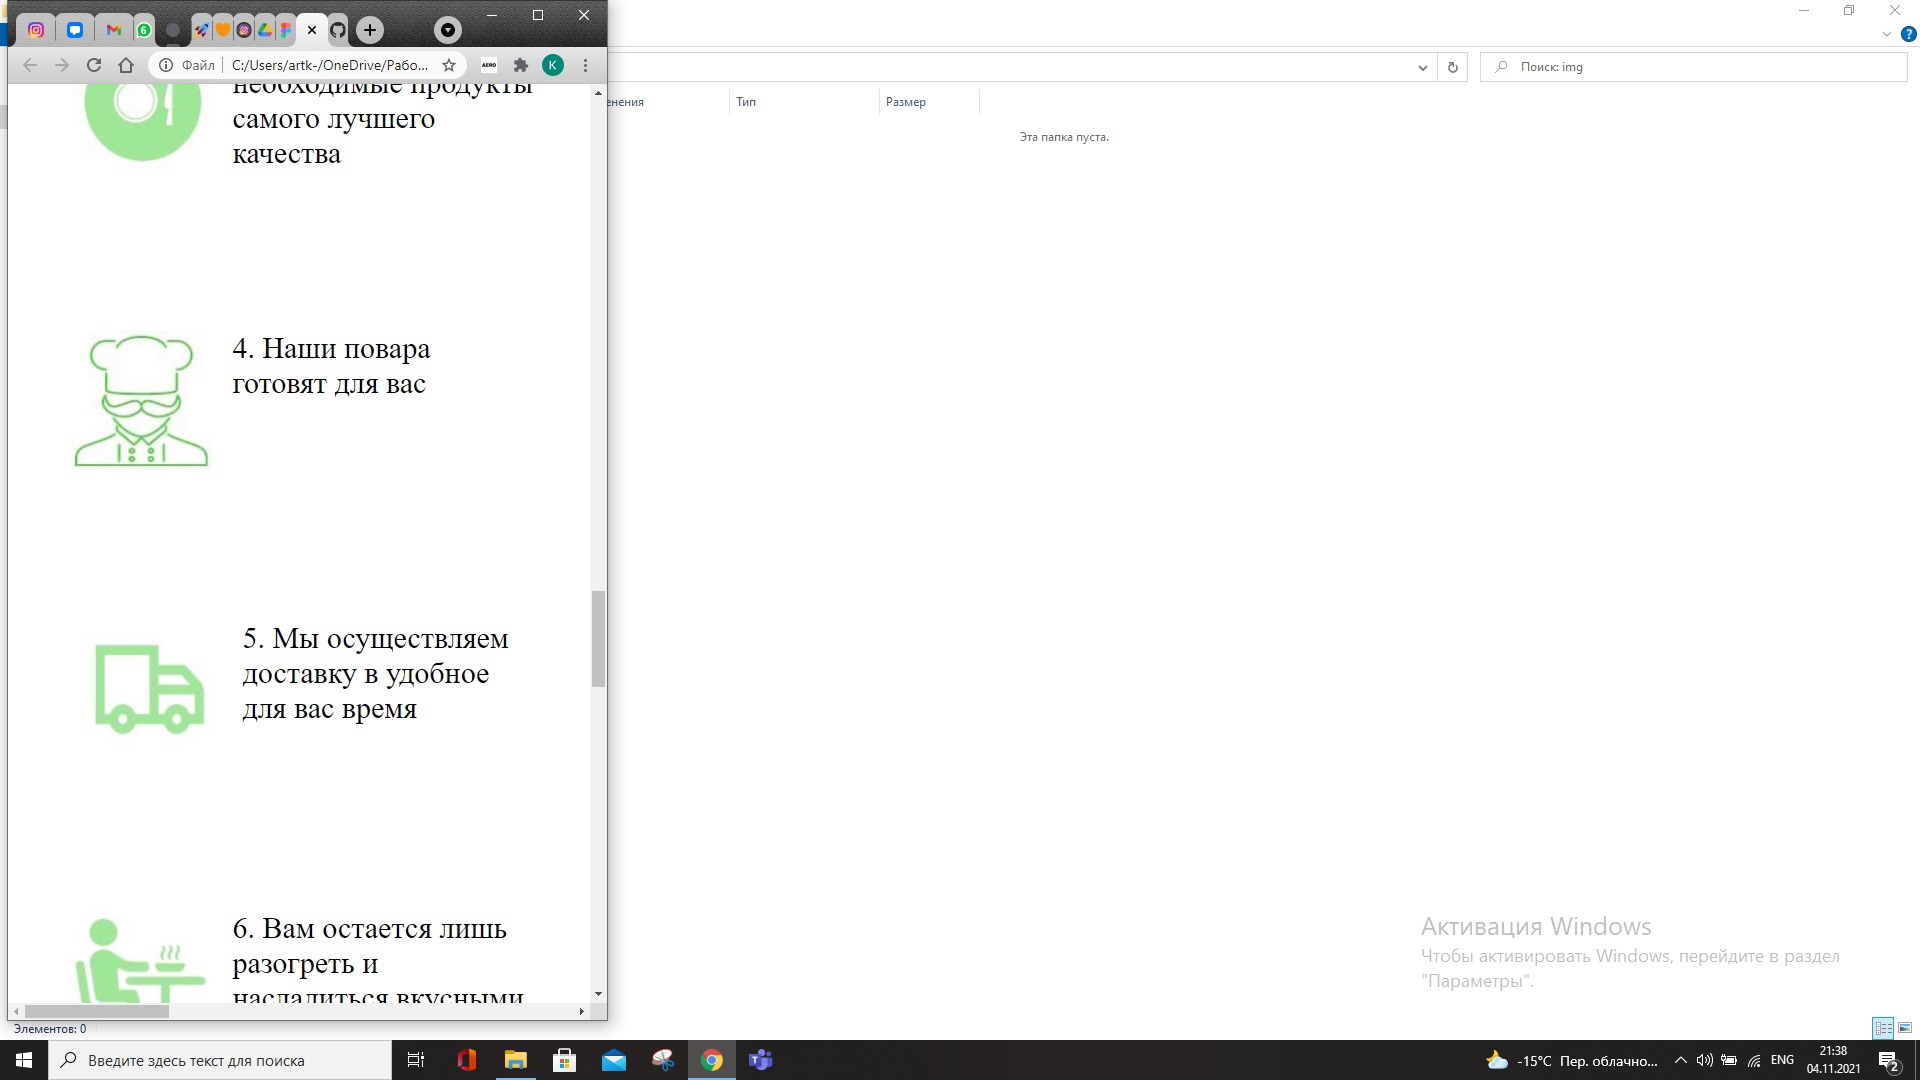 6
Файл
C:/Users/artk-/OneDrive/Рабо...
AERO
K
необходимые продукты
самого лучшего
качества
4. Наши повара
готовят для вас
5. Мы осуществляем
доставку в удобное
для вас время
6. Вам остается лишь
разогреть и
насладиться вкусными
Элементов: 0
?
Поиск: img
енения
Тип
Размер
Эта папка пуста.
Активация Windows
Чтобы активировать Windows, перейдите в раздел
"Параметры".
Введите здесь текст для поиска
-15°C Пер. облачно...
ENG
21:38
04.11.2021
2